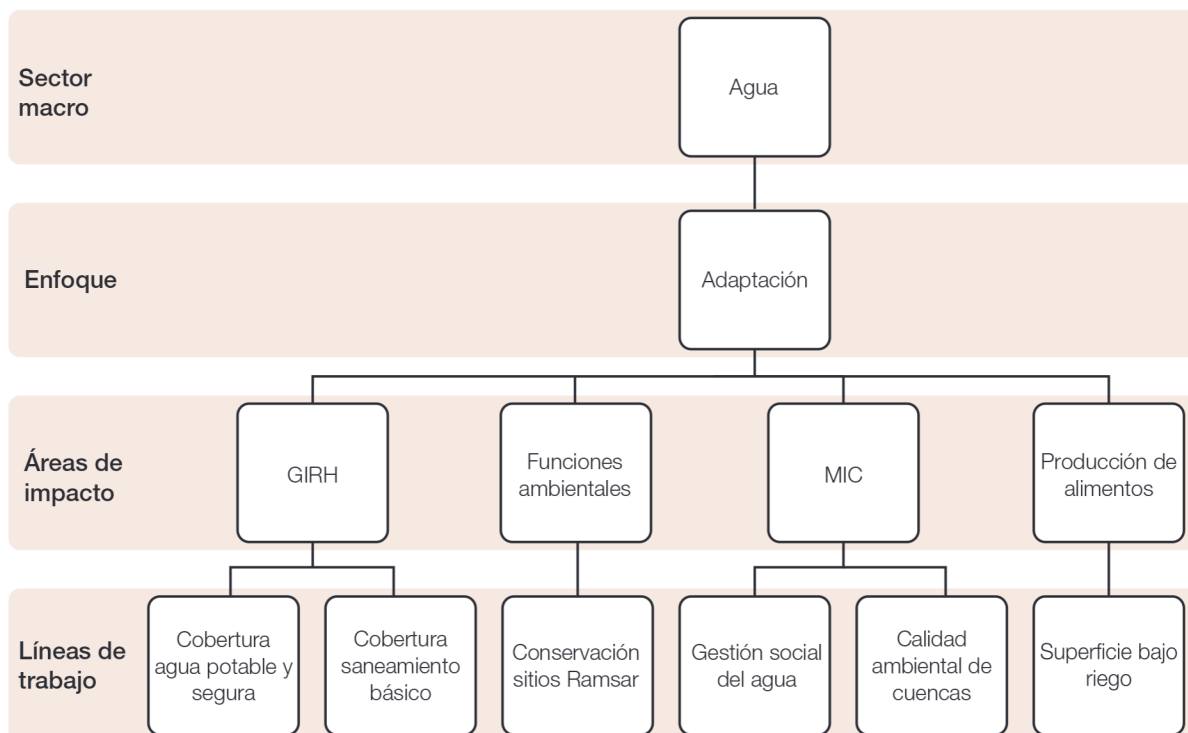 Sector
macro
Agua
Enfoque
Adaptación
Áreas de
impacto
GIRH
Funciones
ambientales
MIC
Producción de
alimentos
Líneas de
trabajo
Cobertura
agua potable y
segura
Cobertura
saneamiento
básico
Conservación
sitios Ramsar
Gestión social
del agua
Calidad
ambiental de
cuencas
Superficie bajo
riego